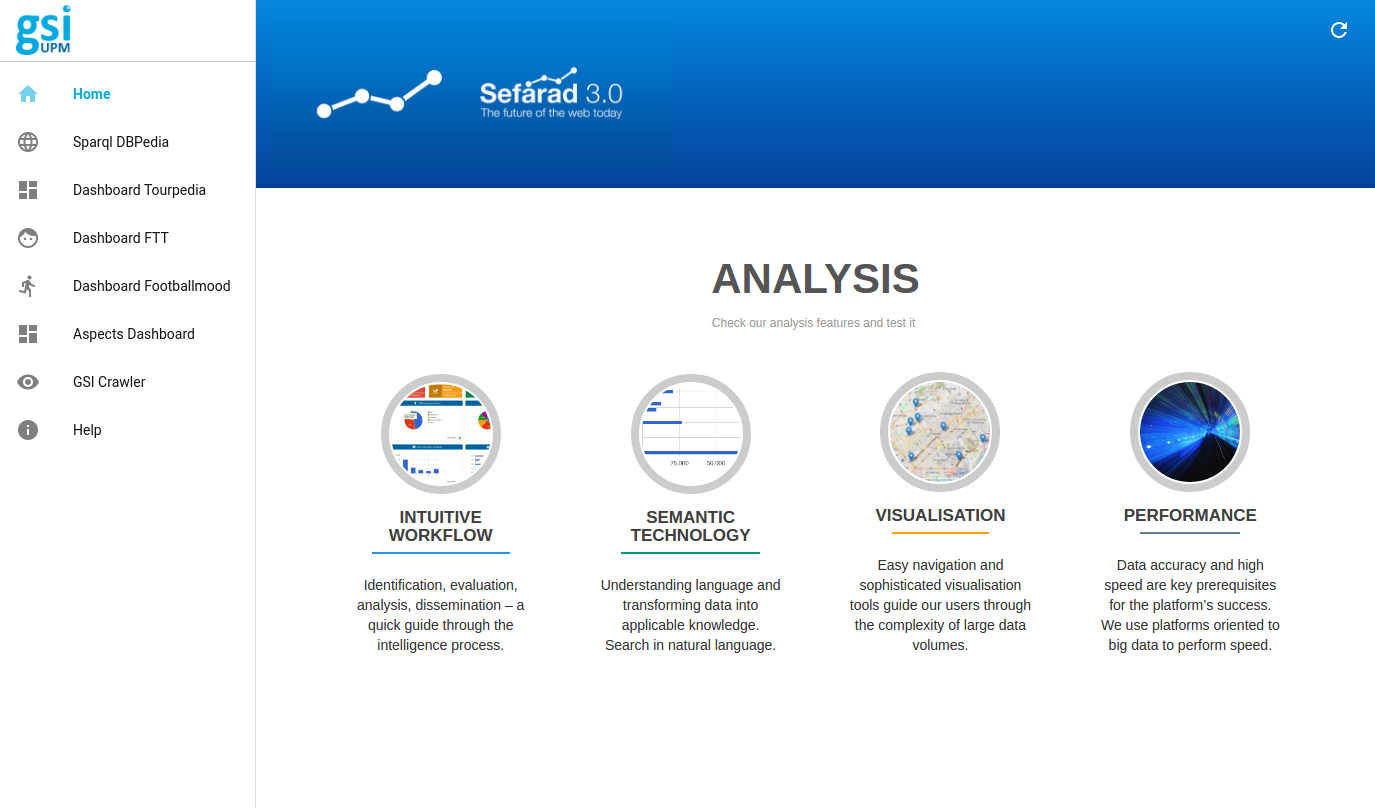 gsi
UPM
Home
Sparql DBPedia
Dashboard Tourpedia
Dashboard FTT
Dashboard Footballmood
Aspects Dashboard
GSI Crawler
Help
Sefarad 3.0
The future of the web today
ANALYSIS
Check our analysis features and test it
25.000 50.000
INTUITIVE
WORKFLOW
Identification, evaluation,
analysis, dissemination – a
quick guide through the
intelligence process.
SEMANTIC
TECHNOLOGY
Understanding language and
transforming data into
applicable knowledge.
Search in natural language.
VISUALISATION
Easy navigation and
sophisticated visualisation
tools guide our users through
the complexity of large data
volumes.
PERFORMANCE
Data accuracy and high
speed are key prerequisites
for the platform’s success.
We use platforms oriented to
big data to perform speed.